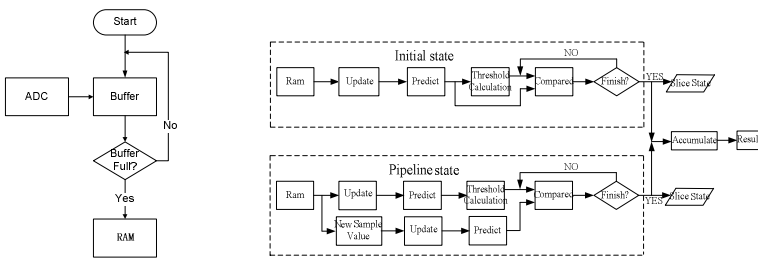 Start
ADC
Buffer
No
Buffer
Full?
Yes
RAM
Initial state
NO
Ram
Update
Predict
Threshold
Calculation
Compared
Finish?
YES
Slice State
Accumulate
Resul
Pipeline state
NO
Ram
Update
Predict
Threshold
Calculation
Compared
Finish?
YES
Slice State
New Sample
Value
Update
Predict